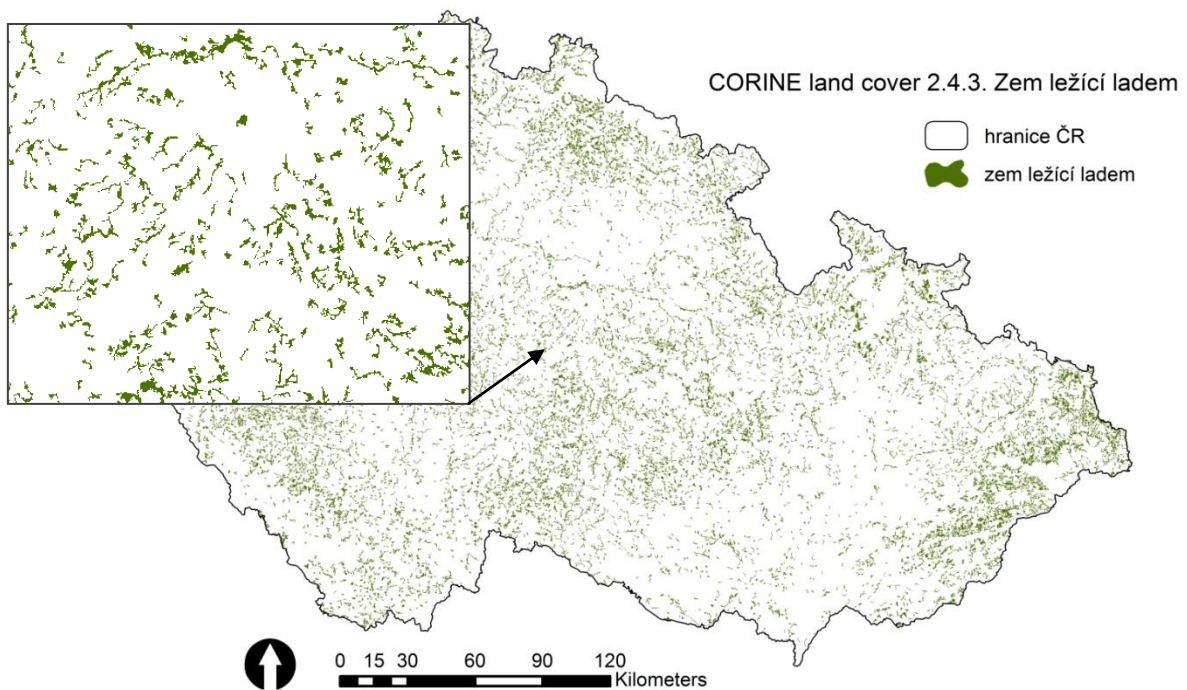 CORINE land cover 2.4.3. Zem ležící ladem
hranice ČR
zem ležící ladem
0 15 30 60 90 120
Kilometers